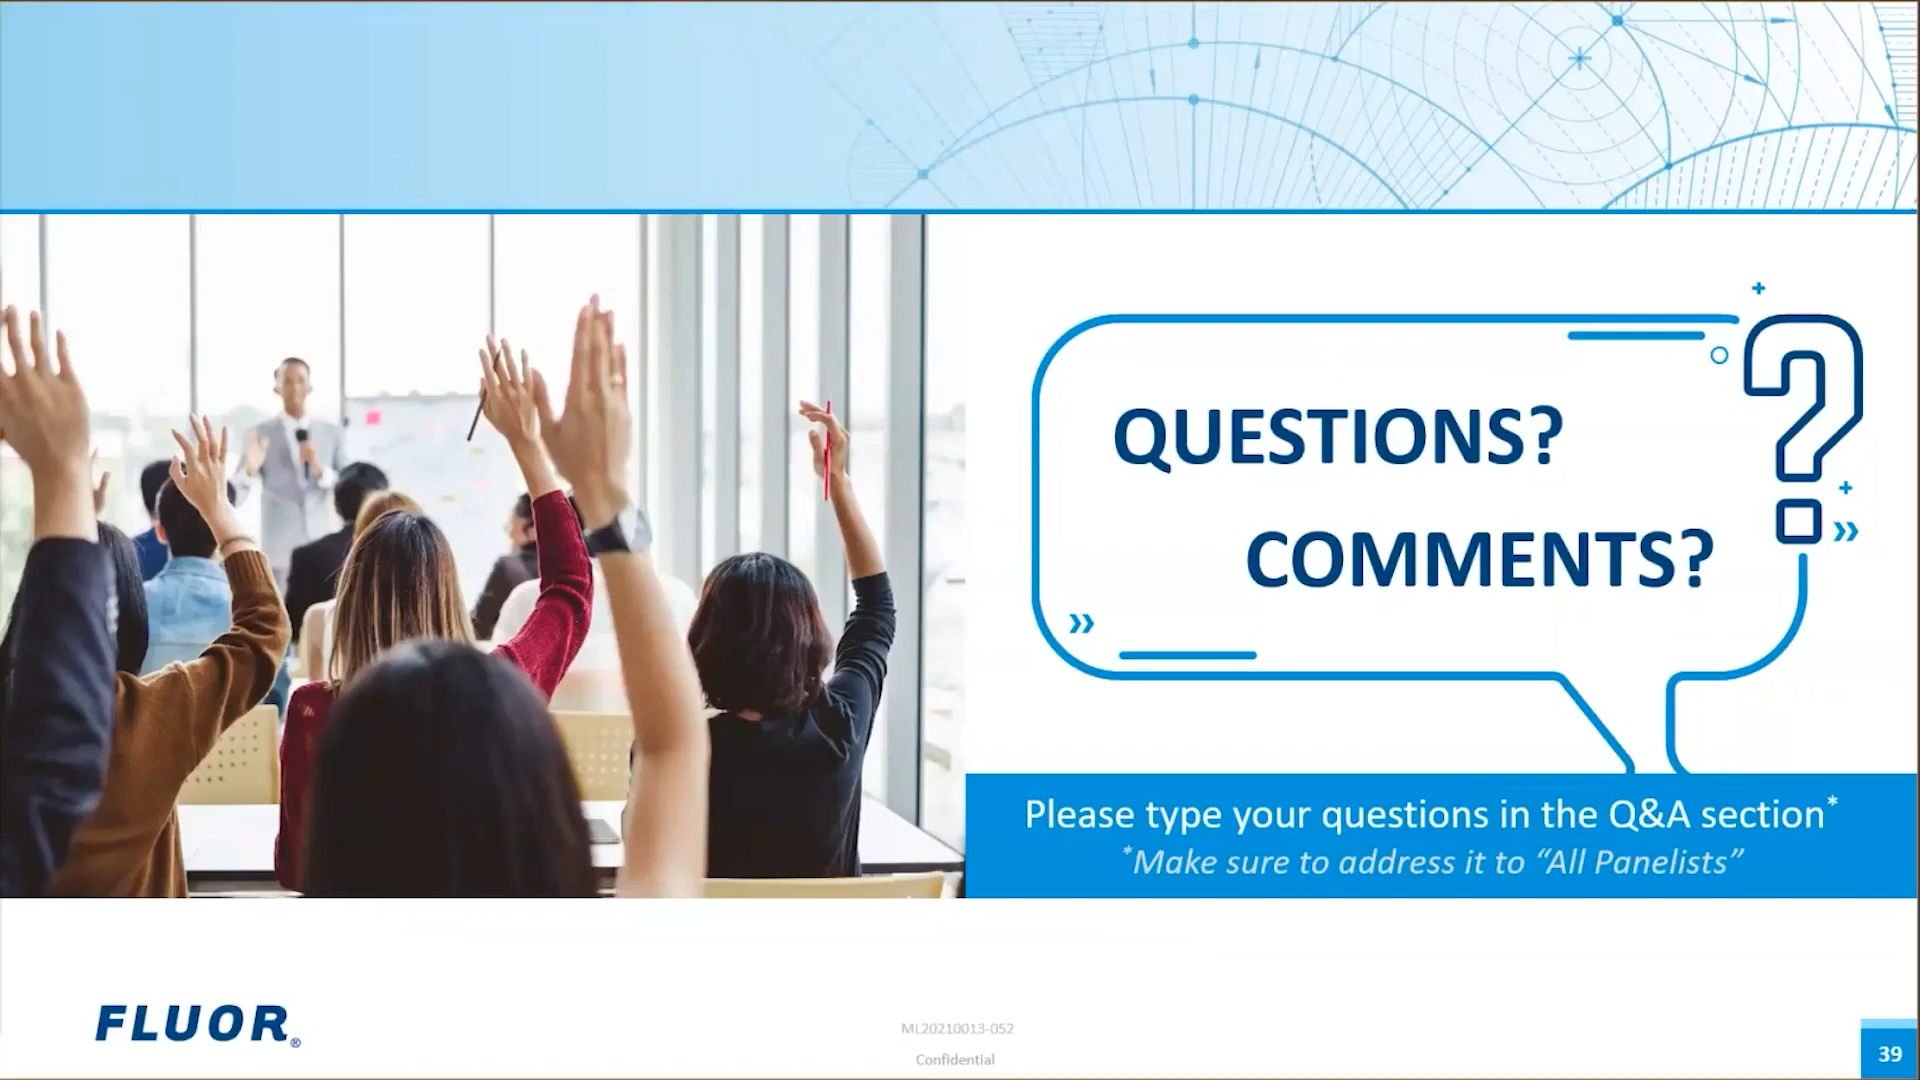 QUESTIONS?
COMMENTS?
Please type your questions in the Q&A section*
*Make sure to address it to “All Panelists”
FLUOR®
ML20210013-052
Confidential
39